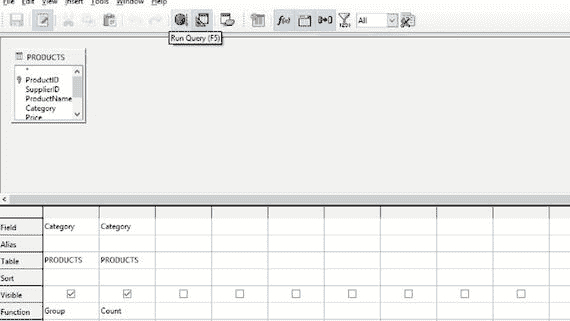 File Edit View Insert Tools Window Help
f(x) All
Run Query (F5)
PRODUCTS
*
ProductID
SupplierID
ProductName
Category
Price
Field Category Category
Alias
Table PRODUCTS PRODUCTS
Sort
Visible
Function Group Count